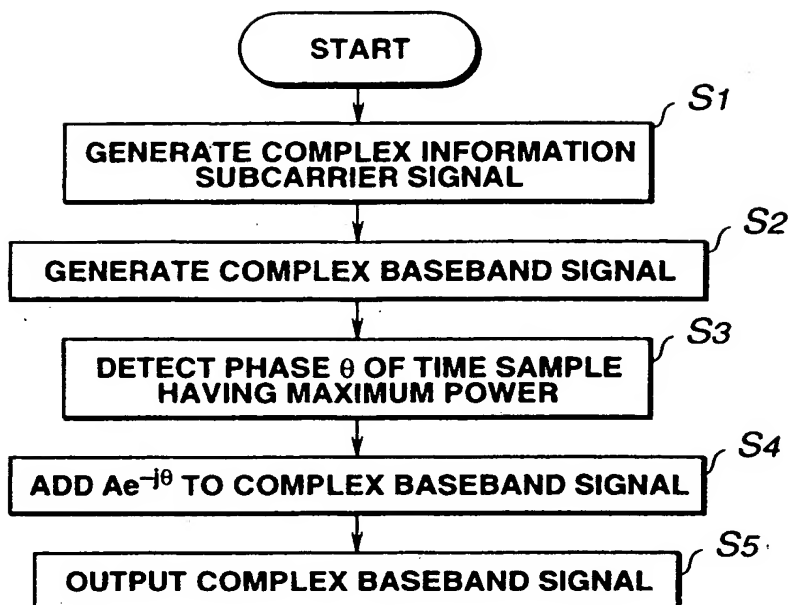 START
S1
GENERATE COMPLEX INFORMATION
SUBCARRIER SIGNAL
S2
GENERATE COMPLEX BASEBAND SIGNAL
S3
DETECT PHASE θ OF TIME SAMPLE
HAVING MAXIMUM POWER
S4
ADD Ae⁻ʲᶿ TO COMPLEX BASEBAND SIGNAL
S5
OUTPUT COMPLEX BASEBAND SIGNAL